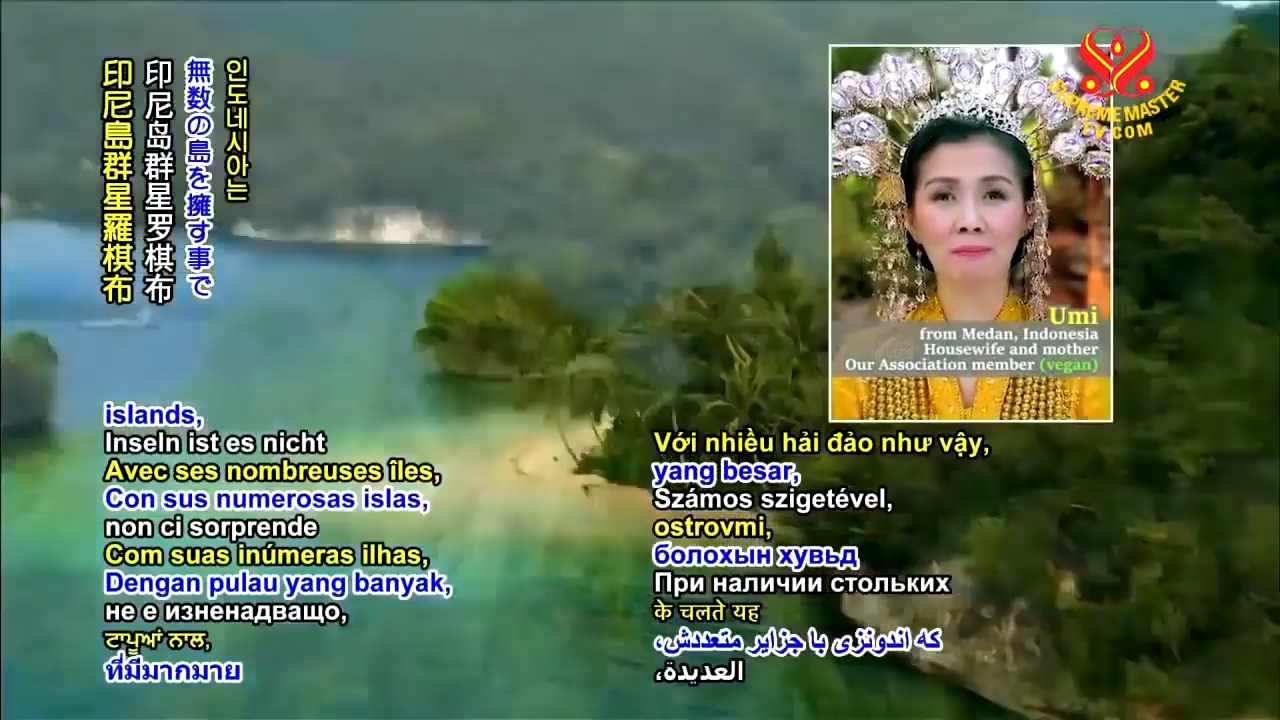 인도네시아는
無数の島を擁す事で
印尼岛群星罗棋布
印尼島群星羅棋布
SUPREME MASTER
TV.COM
Umi
from Medan, Indonesia
Housewife and mother
Our Association member (vegan)
islands,
Inseln ist es nicht
Avec ses nombreuses îles,
Con sus numerosas islas,
non ci sorprende
Com suas inúmeras ilhas,
Dengan pulau yang banyak,
не е изненадващо,
ਟਾਪੂਆਂ ਨਾਲ,
ที่มีมากมาย
Với nhiều hải đảo như vậy,
yang besar,
Számos szigetével,
ostrovmi,
болохын хувьд
При наличии стольких
के चलते यह
که اندونزی با جزایر متعددش،
العديدة،